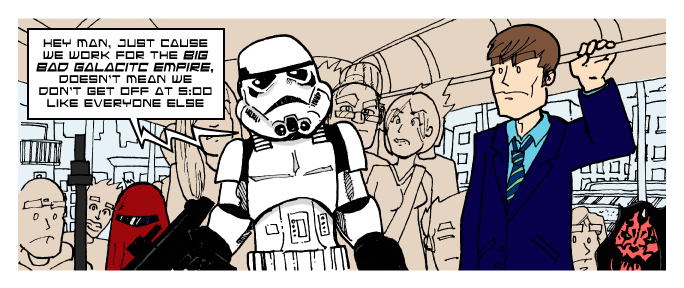 HEY MAN, JUST CAUSE
WE WORK FOR THE BIG
BAD GALACITC EMPIRE,
DOESN'T MEAN WE
DON'T GET OFF AT 5:00
LIKE EVERYONE ELSE